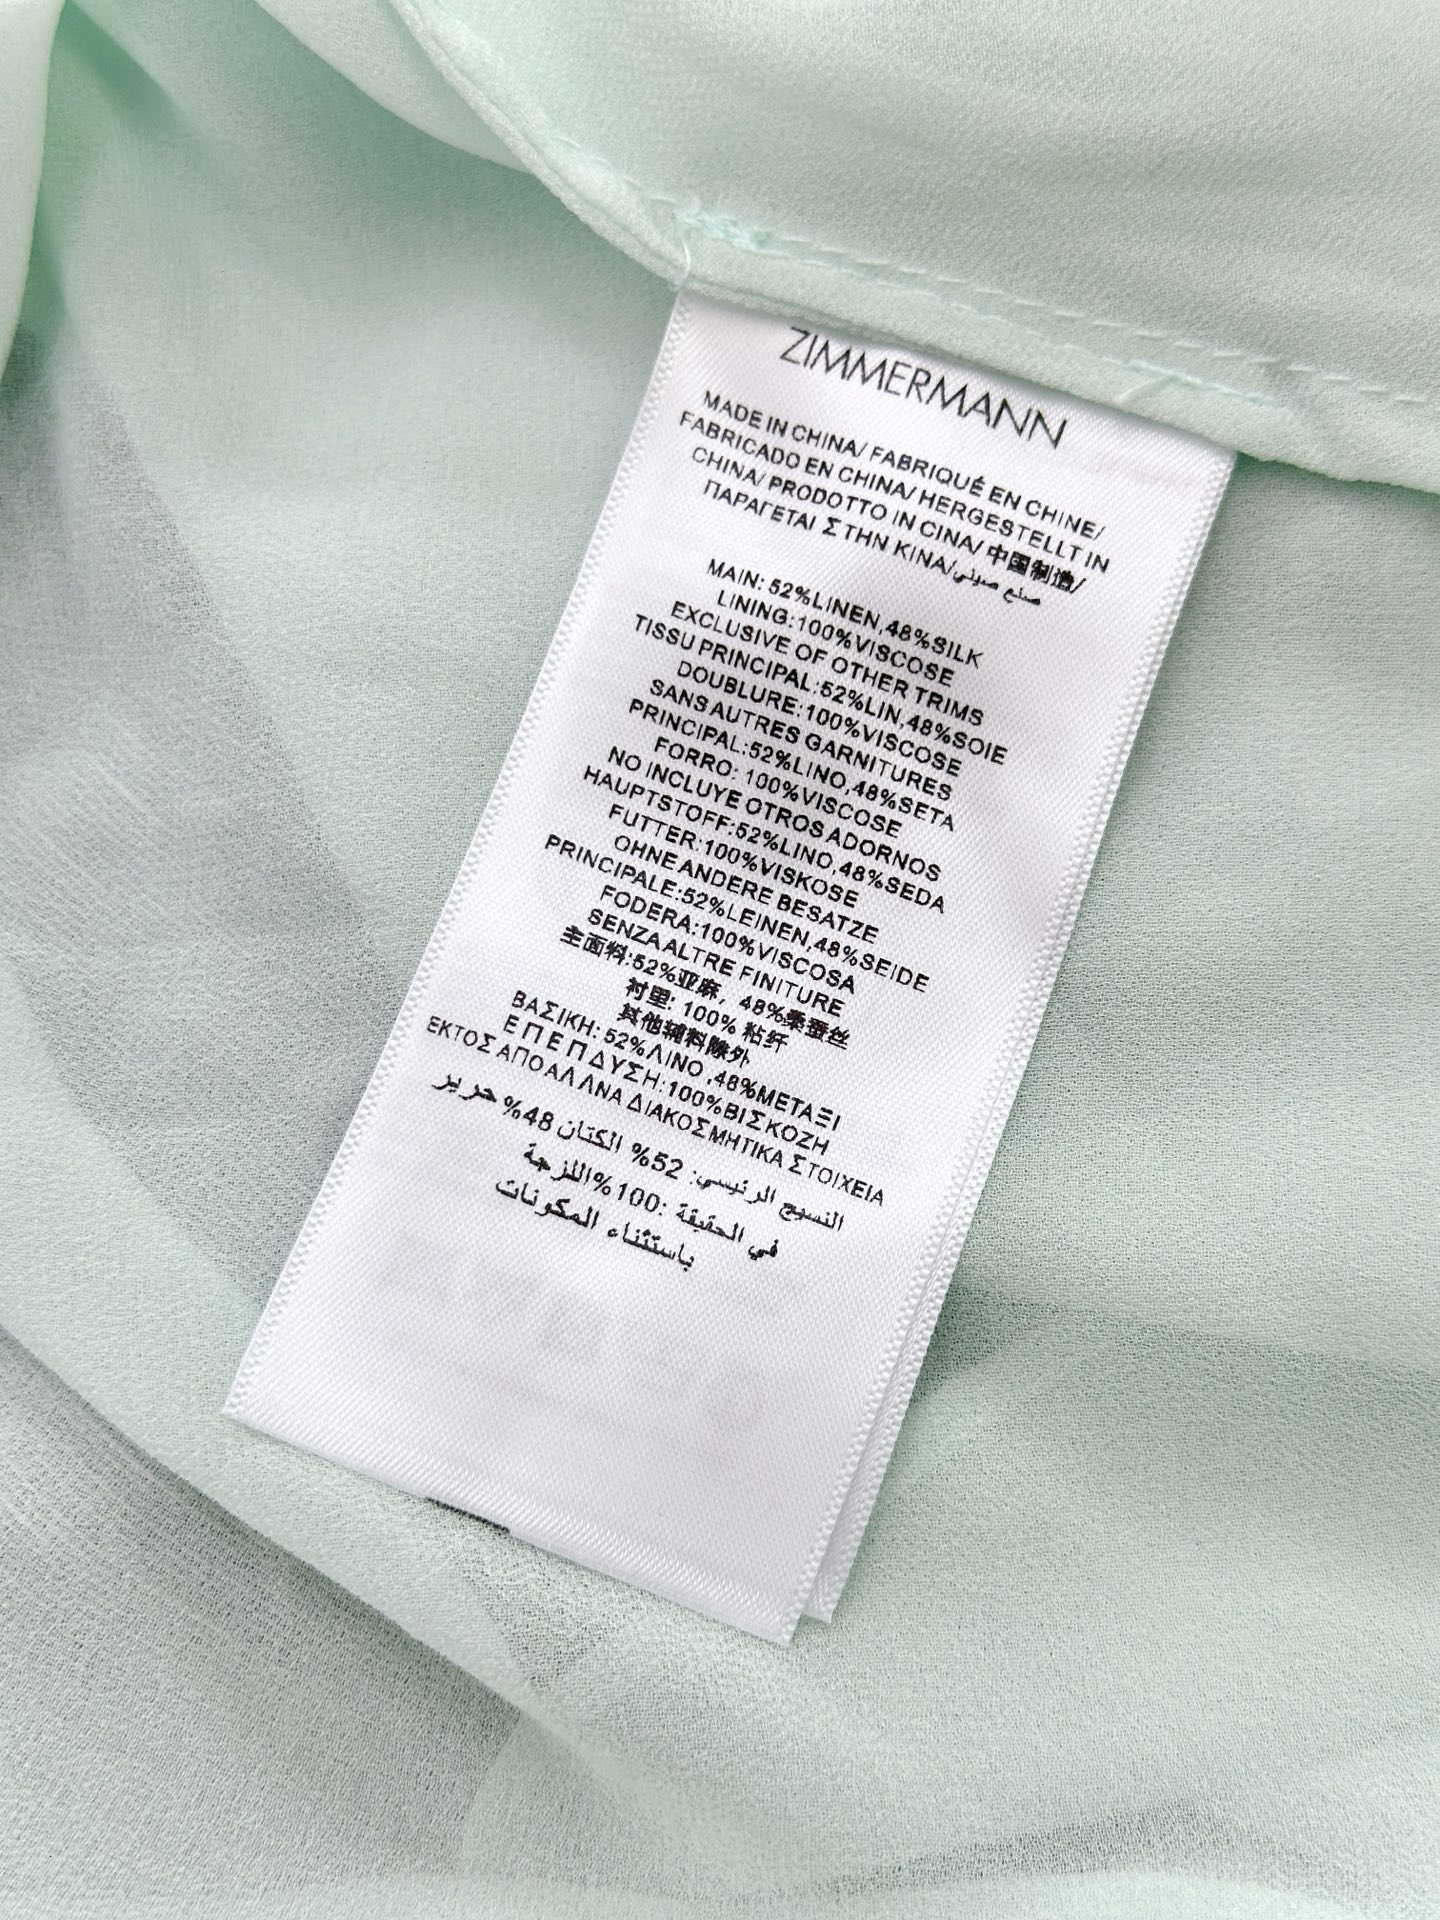 ZIMMERMANN
MADE IN CHINA/ FABRIQUÉ EN CHINE/
FABRICADO EN CHINA/ HERGESTELLT IN
CHINA/ PRODOTTO IN CINA/ 中国制造/
ΠΑΡΑΓΕΤΑΙ ΣΤΗΝ ΚΙΝΑ/صنع صيني
MAIN: 52%LINEN,48%SILK
LINING:100%VISCOSE
EXCLUSIVE OF OTHER TRIMS
TISSU PRINCIPAL:52%LIN,48%SOIE
DOUBLURE:100%VISCOSE
SANS AUTRES GARNITURES
PRINCIPAL:52%LINO,48%SETA
FORRO: 100%VISCOSE
NO INCLUYE OTROS ADORNOS
HAUPTSTOFF:52%LINO,48%SEDA
FUTTER:100%VISKOSE
OHNE ANDERE BESATZE
PRINCIPALE:52%LEINEN,48%SEIDE
FODERA:100%VISCOSA
SENZA ALTRE FINITURE
主面料:52%亚麻，48%桑蚕丝
衬里: 100% 粘纤
其他辅料除外
ΒΑΣΙΚΗ: 52%ΛΙΝΟ ,48%ΜΕΤΑΞΙ
ΕΠΕΠΔΥΣΗ:100%ΒΙΣΚΟΖΗ
ΕΚΤΟΣ ΑΠΟ ΑΛΛΝΑ ΔΙΑΚΟΣΜΗΤΙΚΑ ΣΤΟΙΧΕΙΑ
النسيج الرئيسي: 52% الكتان 48% حرير
في الحقيقة :100%اللزجة
باستثناء المكونات